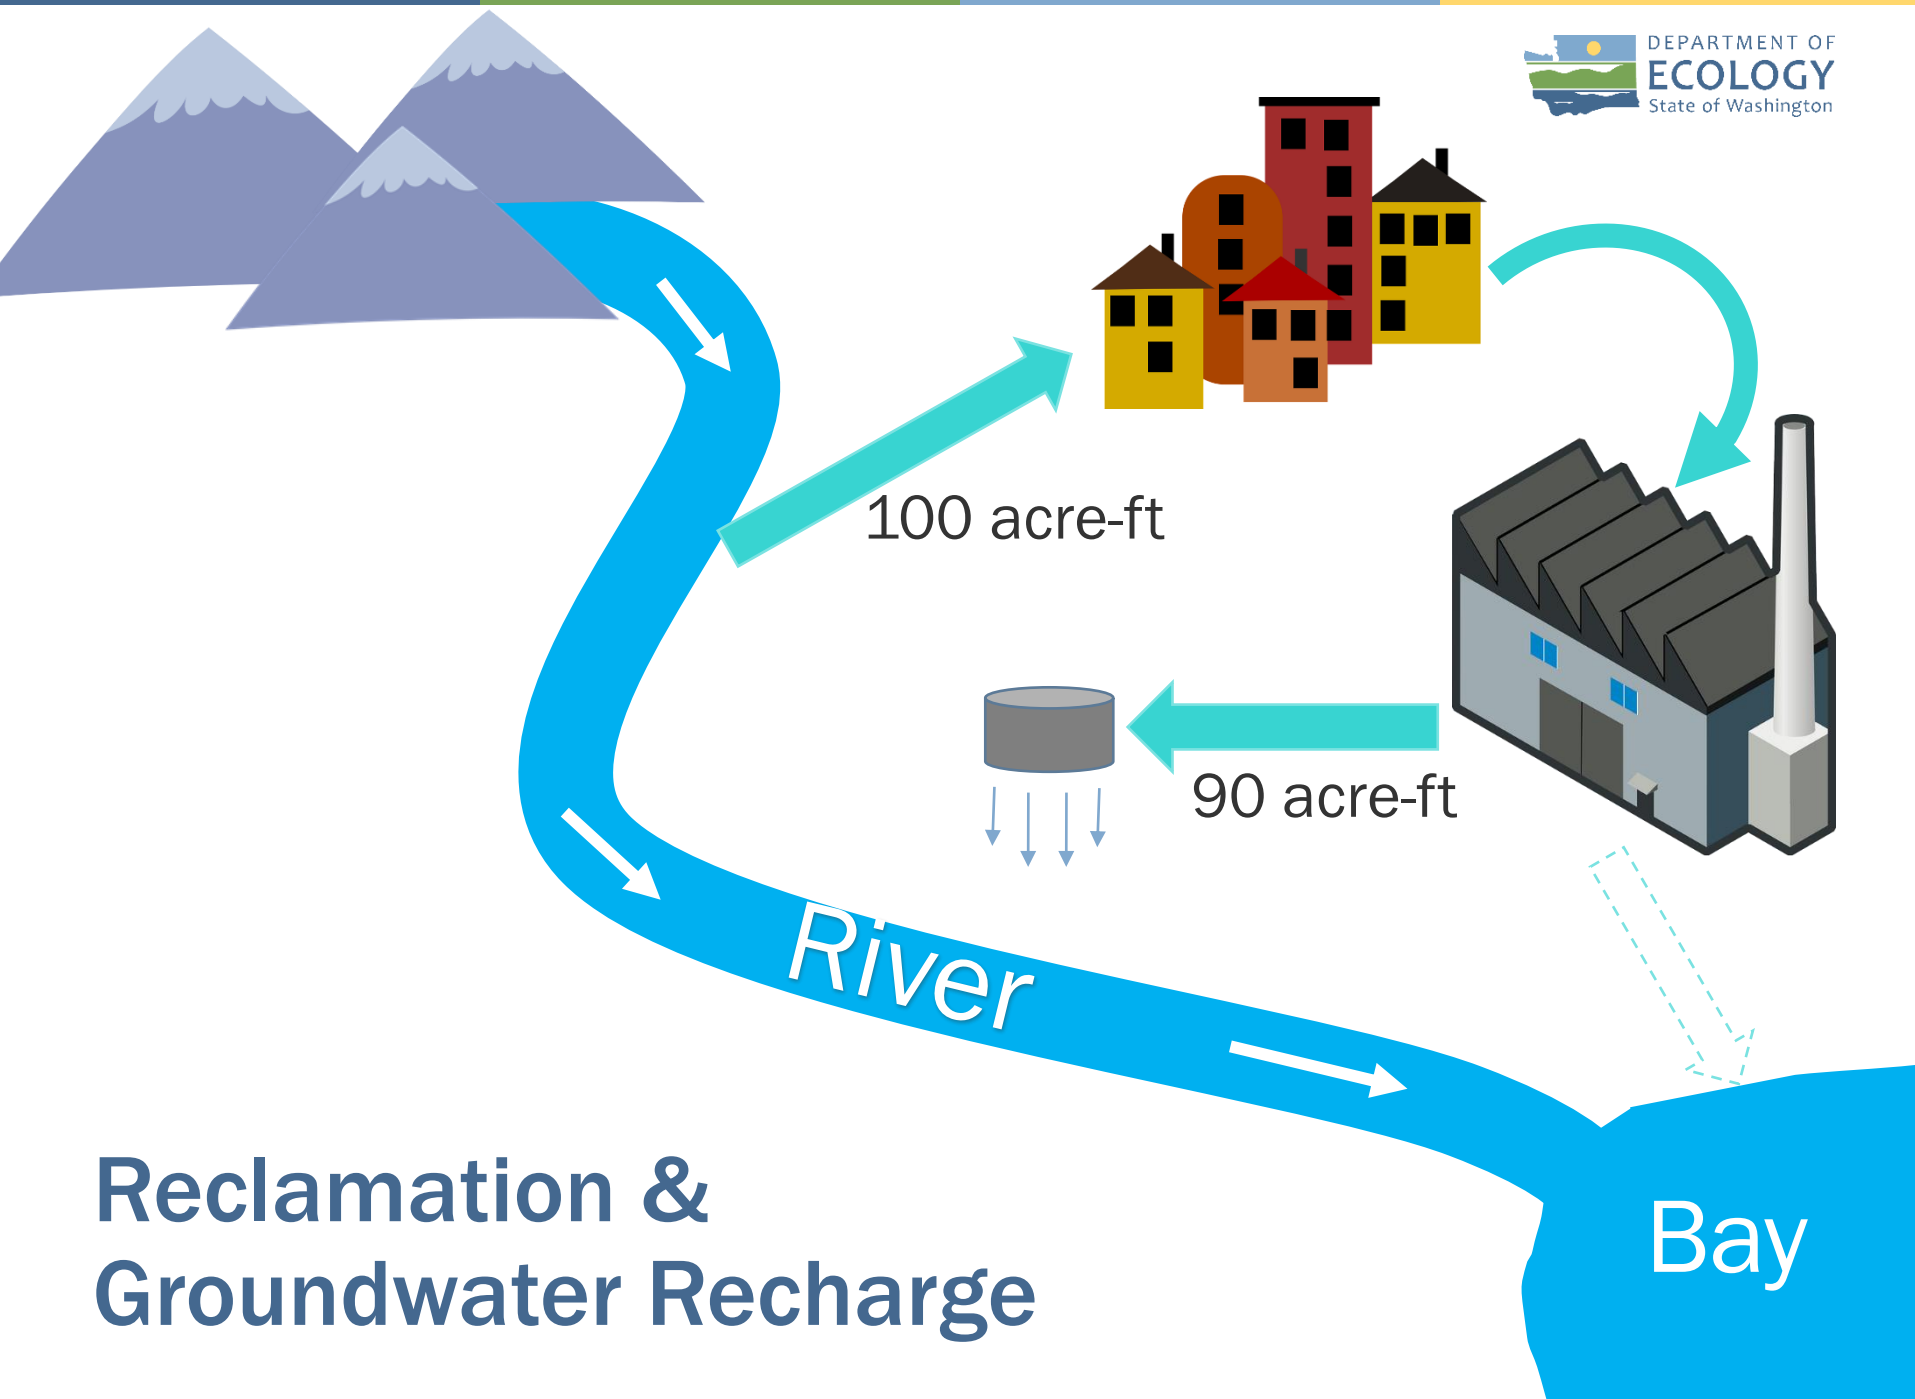 DEPARTMENT OF
ECOLOGY
State of Washington
100 acre-ft
90 acre-ft
River
Reclamation &
Groundwater Recharge
Bay